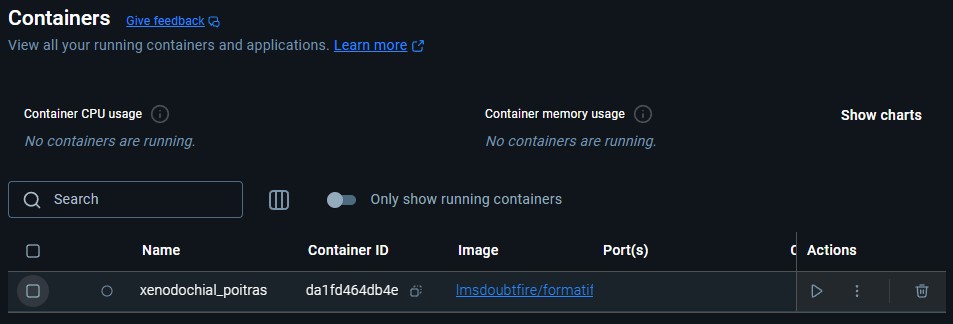 Containers Give feedback
View all your running containers and applications. Learn more
Container CPU usage Container memory usage Show charts
No containers are running. No containers are running.
Search Only show running containers
Name Container ID Image Port(s) Actions
xenodochial_poitras da1fd464db4e lmsdoubtfire/formatif